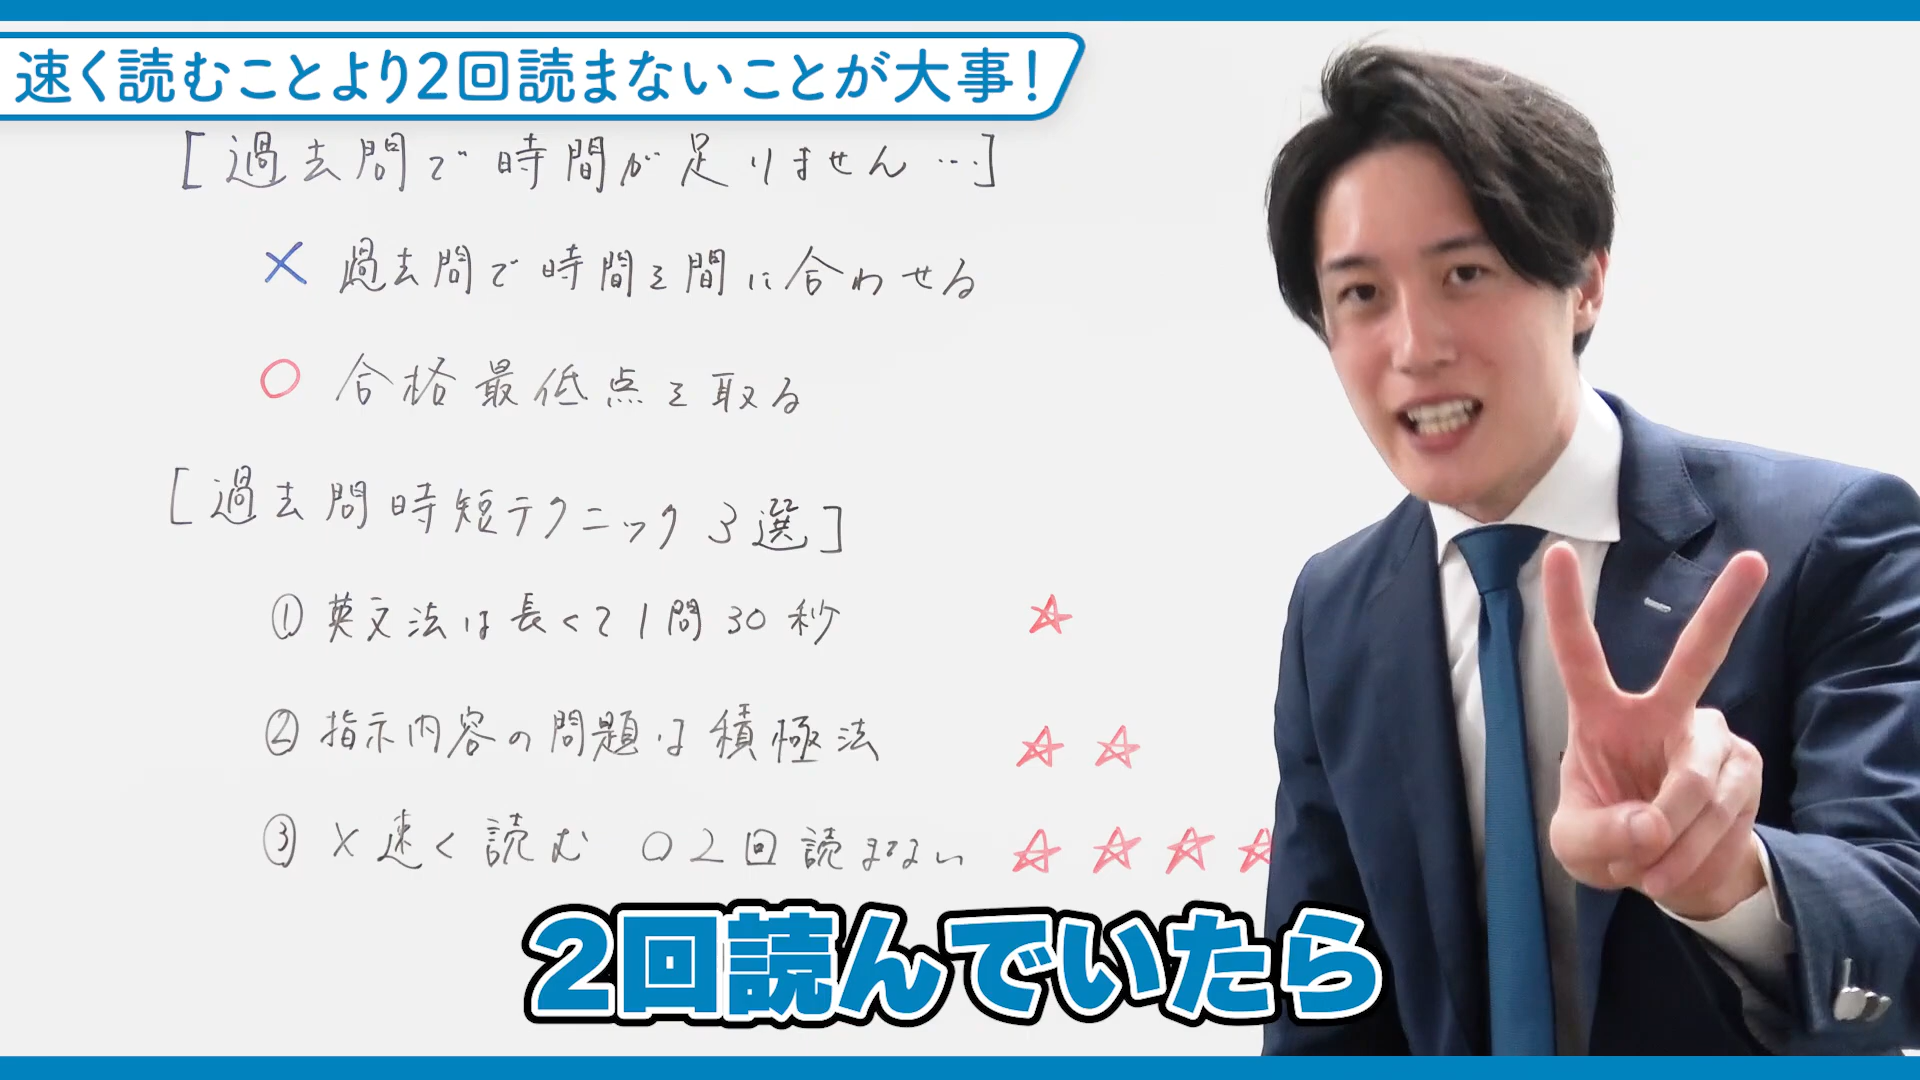 速く読むことより2回読まないことが大事!
[過去問で時間が足りません…]
× 過去問で時間を間に合わせる
○ 合格最低点を取る
[過去問時短テクニック3選]
① 英文法は長くて1問30秒 ☆
② 指示内容の問題は積極法 ☆☆
③ ×速く読む ○2回読まない ☆☆☆☆
2回読んでいたら